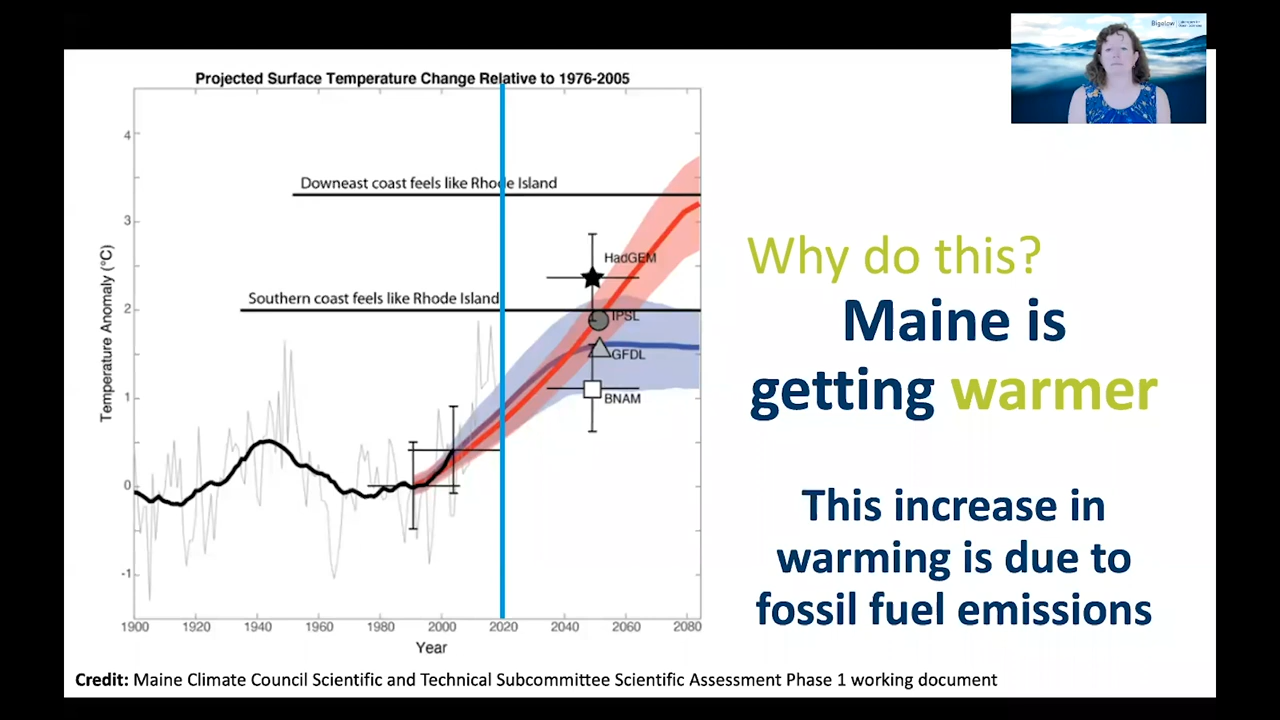 Bigelow
Projected Surface Temperature Change Relative to 1976-2005
4
3
2
1
0
-1
Temperature Anomaly (°C)
Downeast coast feels like Rhode Island
Southern coast feels like Rhode Island
HadGEM
IPSL
GFDL
BNAM
1900 1920 1940 1960 1980 2000 2020 2040 2060 2080
Year
Why do this?
Maine is
getting warmer
This increase in
warming is due to
fossil fuel emissions
Credit: Maine Climate Council Scientific and Technical Subcommittee Scientific Assessment Phase 1 working document